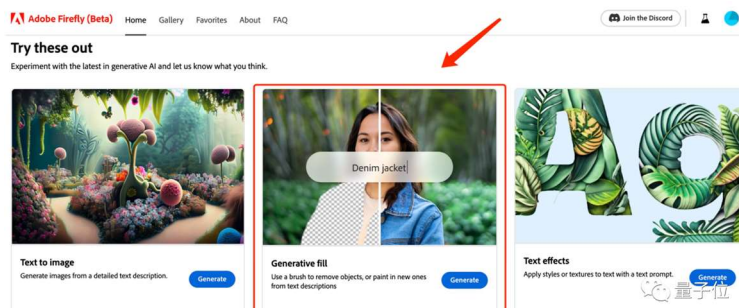 Adobe Firefly (Beta) Home Gallery Favorites About FAQ Join the Discord
Try these out
Experiment with the latest in generative AI and let us know what you think.
Denim jacket
Text to image
Generate images from a detailed text description.
Generate
Generative fill
Use a brush to remove objects, or paint in new ones
from text descriptions
Generate
Ag
Text effects
Apply styles or textures to text with a text prompt.
Generate
量子位